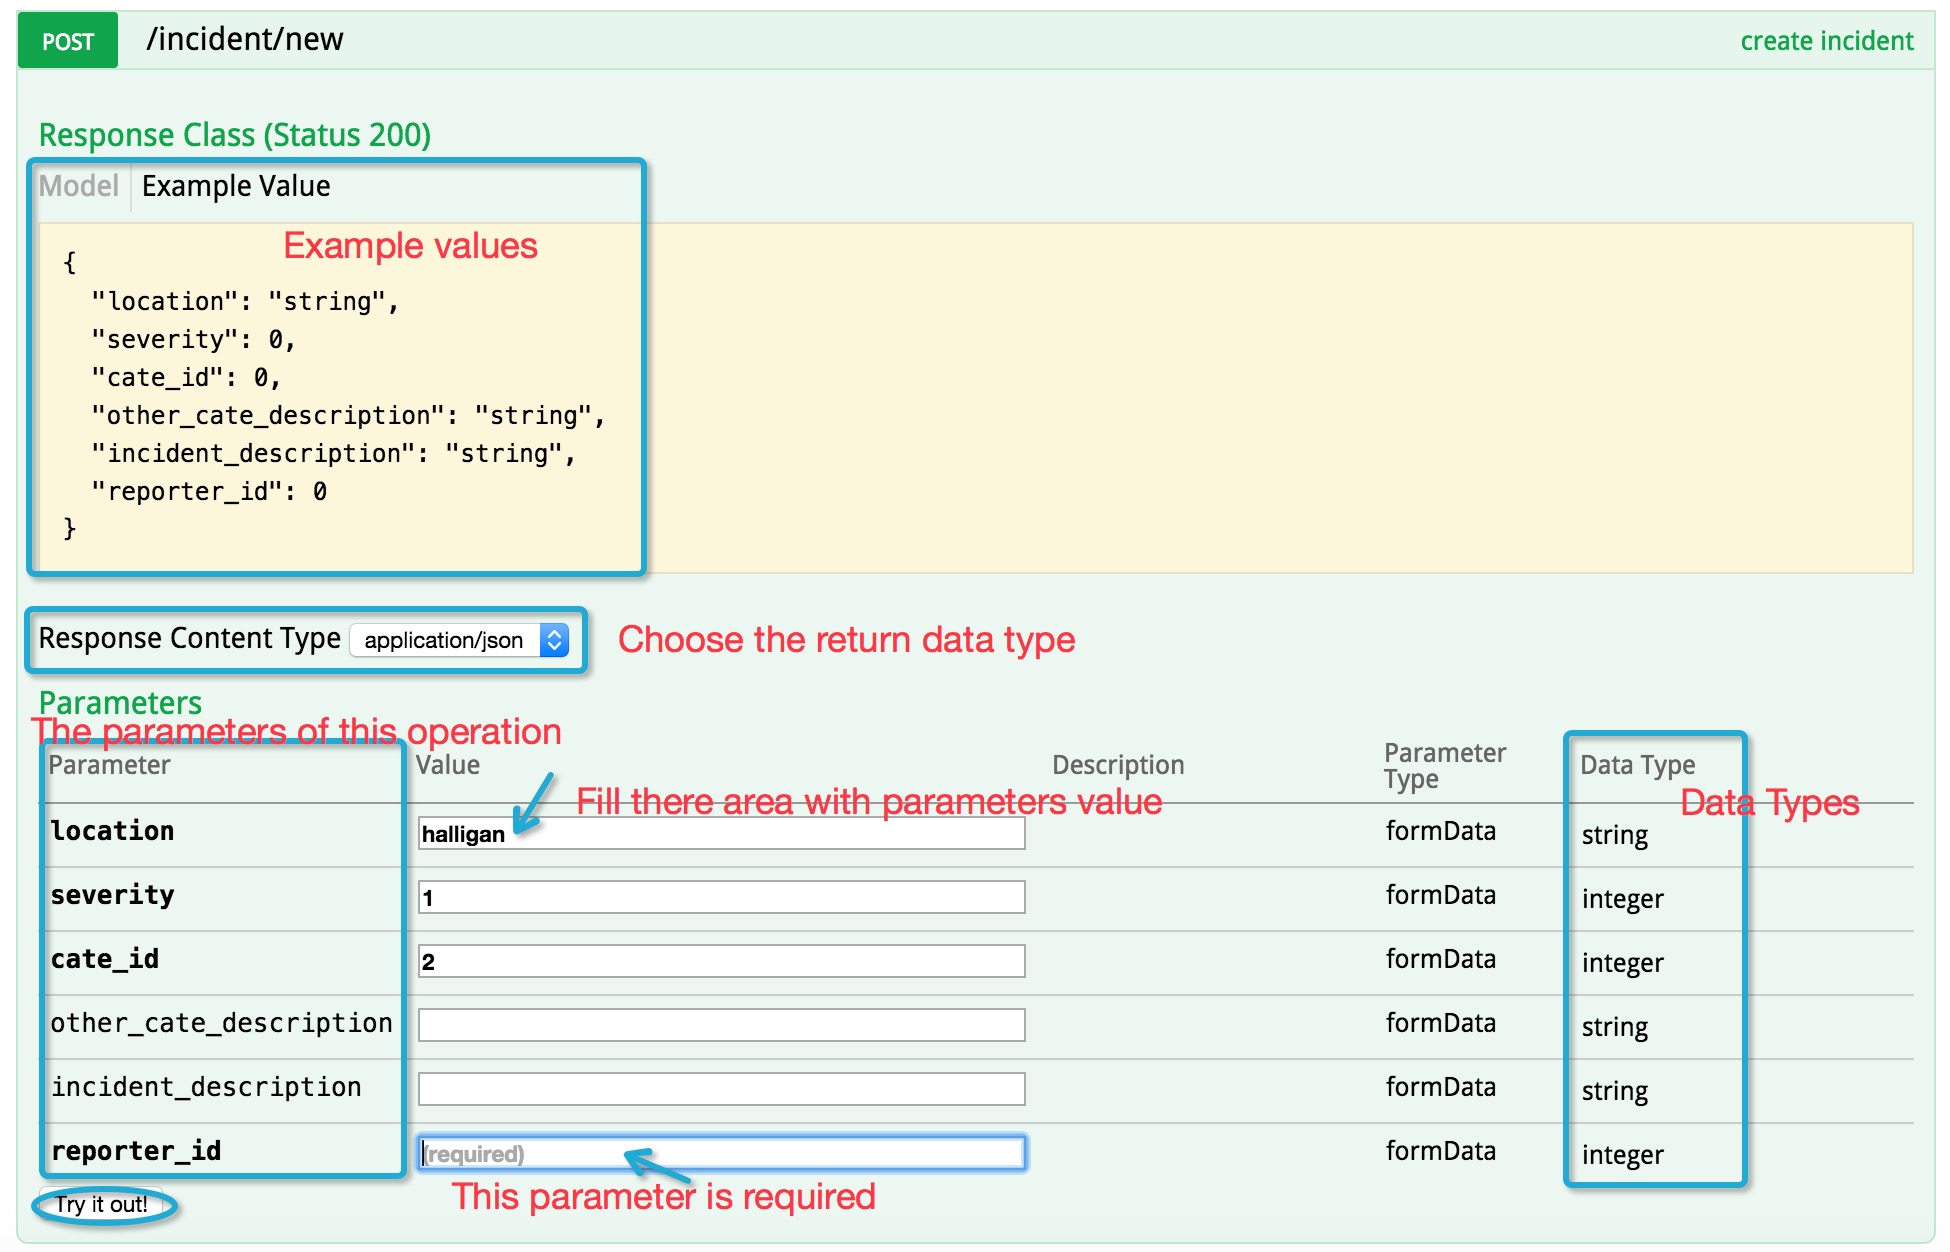 POST /incident/new create incident
Response Class (Status 200)
Model Example Value
Example values
{
"location": "string",
"severity": 0,
"cate_id": 0,
"other_cate_description": "string",
"incident_description": "string",
"reporter_id": 0
}
Response Content Type application/json Choose the return data type
Parameters
The parameters of this operation
Parameter Value Description Parameter Type Data Type
Fill there area with parameters value Data Types
location halligan formData string
severity 1 formData integer
cate_id 2 formData integer
other_cate_description formData string
incident_description formData string
reporter_id (required) formData integer
This parameter is required
Try it out!